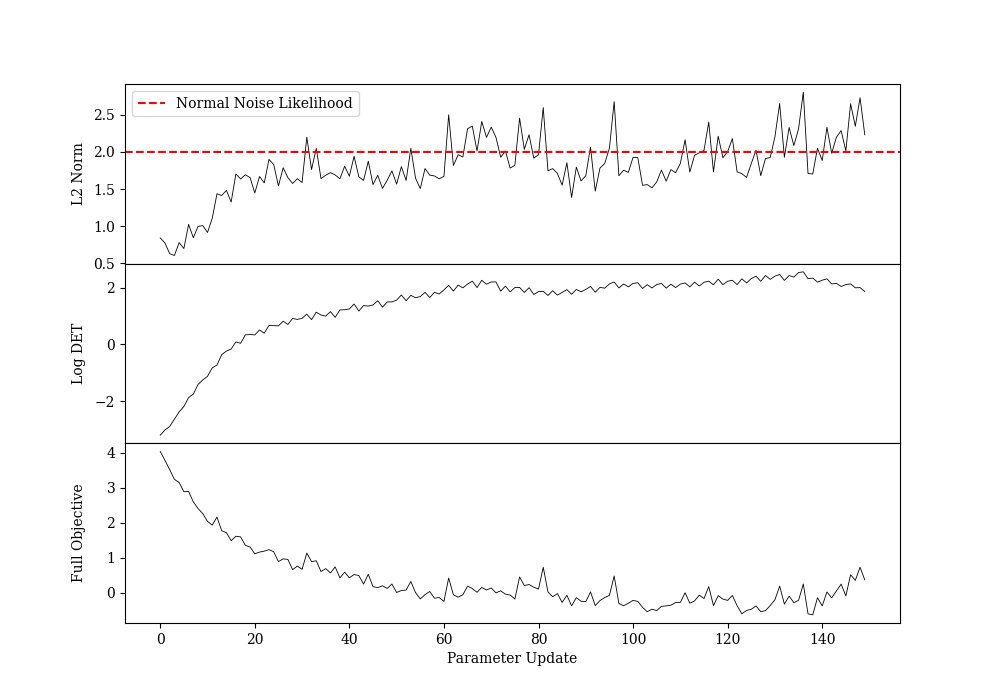 Normal Noise Likelihood
L2 Norm
2.5
2.0
1.5
1.0
0.5
Log DET
2
0
−2
Full Objective
4
3
2
1
0
0 20 40 60 80 100 120 140
Parameter Update